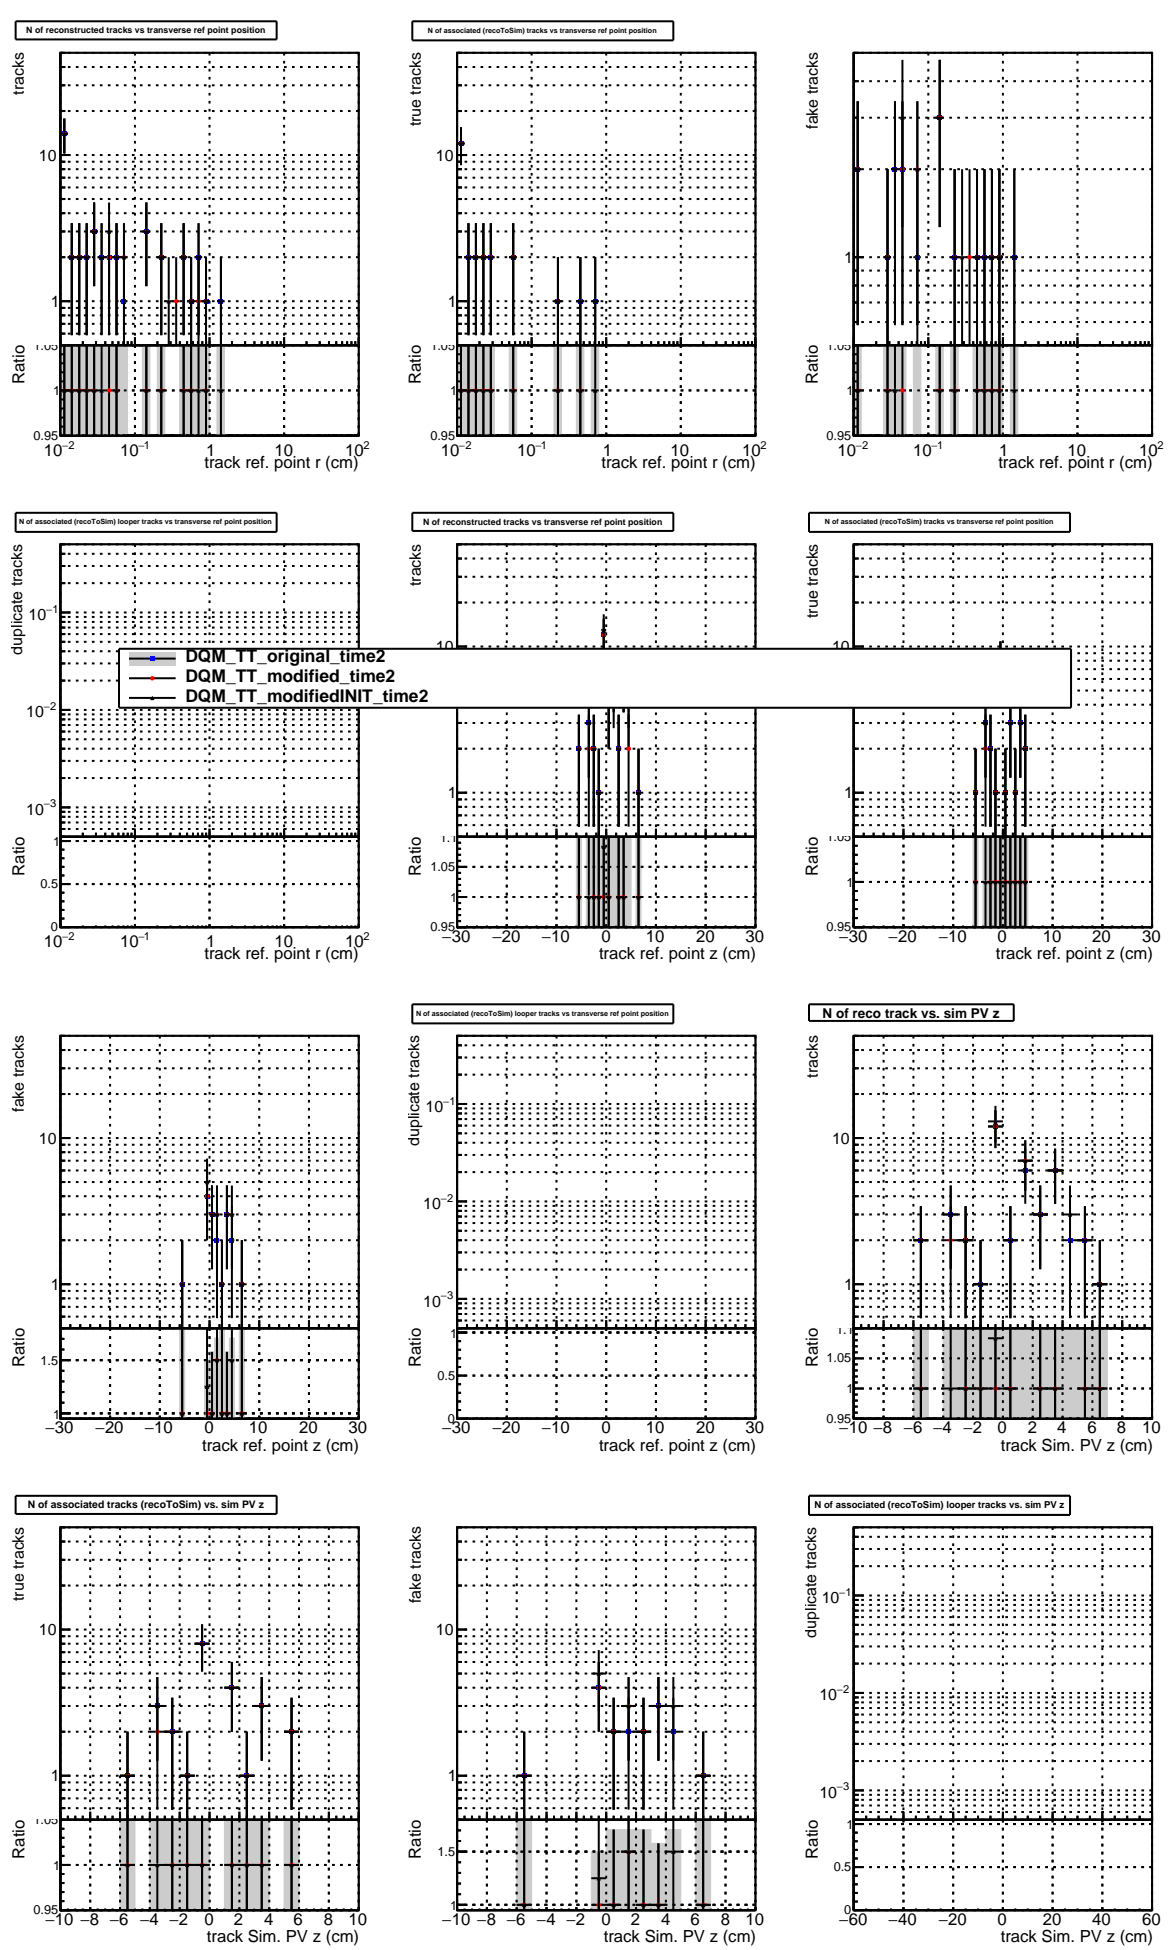 N of reconstructed tracks vs transverse ref point position
tracks
10
1
1.05
Ratio
1
0.95
10⁻² 10⁻¹ 1 10 10²
track ref. point r (cm)
N of associated (recoToSim) tracks vs transverse ref point position
true tracks
10
1
1.05
Ratio
1
0.95
10⁻² 10⁻¹ 1 10 10²
track ref. point r (cm)
fake tracks
1
1.05
Ratio
1
0.95
10⁻² 10⁻¹ 1 10 10²
track ref. point r (cm)
N of associated (recoToSim) looper tracks vs transverse ref point position
duplicate tracks
10⁻¹
10⁻²
10⁻³
Ratio
1
0.5
0
10⁻² 10⁻¹ 1 10 10²
track ref. point r (cm)
N of reconstructed tracks vs transverse ref point position
tracks
10
1
1.1
Ratio
1.05
1
0.95
−30 −20 −10 0 10 20 30
track ref. point z (cm)
N of associated (recoToSim) tracks vs transverse ref point position
true tracks
10
1
1.05
Ratio
1
0.95
−30 −20 −10 0 10 20 30
track ref. point z (cm)
DQM_TT_original_time2
DQM_TT_modified_time2
DQM_TT_modifiedINIT_time2
fake tracks
10
1
Ratio
1.5
1
−30 −20 −10 0 10 20 30
track ref. point z (cm)
N of associated (recoToSim) looper tracks vs transverse ref point position
duplicate tracks
10⁻¹
10⁻²
10⁻³
Ratio
1
0.5
0
−30 −20 −10 0 10 20 30
track ref. point z (cm)
N of reco track vs. sim PV z
tracks
10
1
1.1
Ratio
1.05
1
0.95
−10 −8 −6 −4 −2 0 2 4 6 8 10
track Sim. PV z (cm)
N of associated tracks (recoToSim) vs. sim PV z
true tracks
10
1
1.05
Ratio
1
0.95
−10 −8 −6 −4 −2 0 2 4 6 8 10
track Sim. PV z (cm)
fake tracks
10
1
Ratio
1.5
1
−10 −8 −6 −4 −2 0 2 4 6 8 10
track Sim. PV z (cm)
N of associated (recoToSim) looper tracks vs. sim PV z
duplicate tracks
10⁻¹
10⁻²
10⁻³
Ratio
1
0.5
0
−60 −40 −20 0 20 40 60
track Sim. PV z (cm)